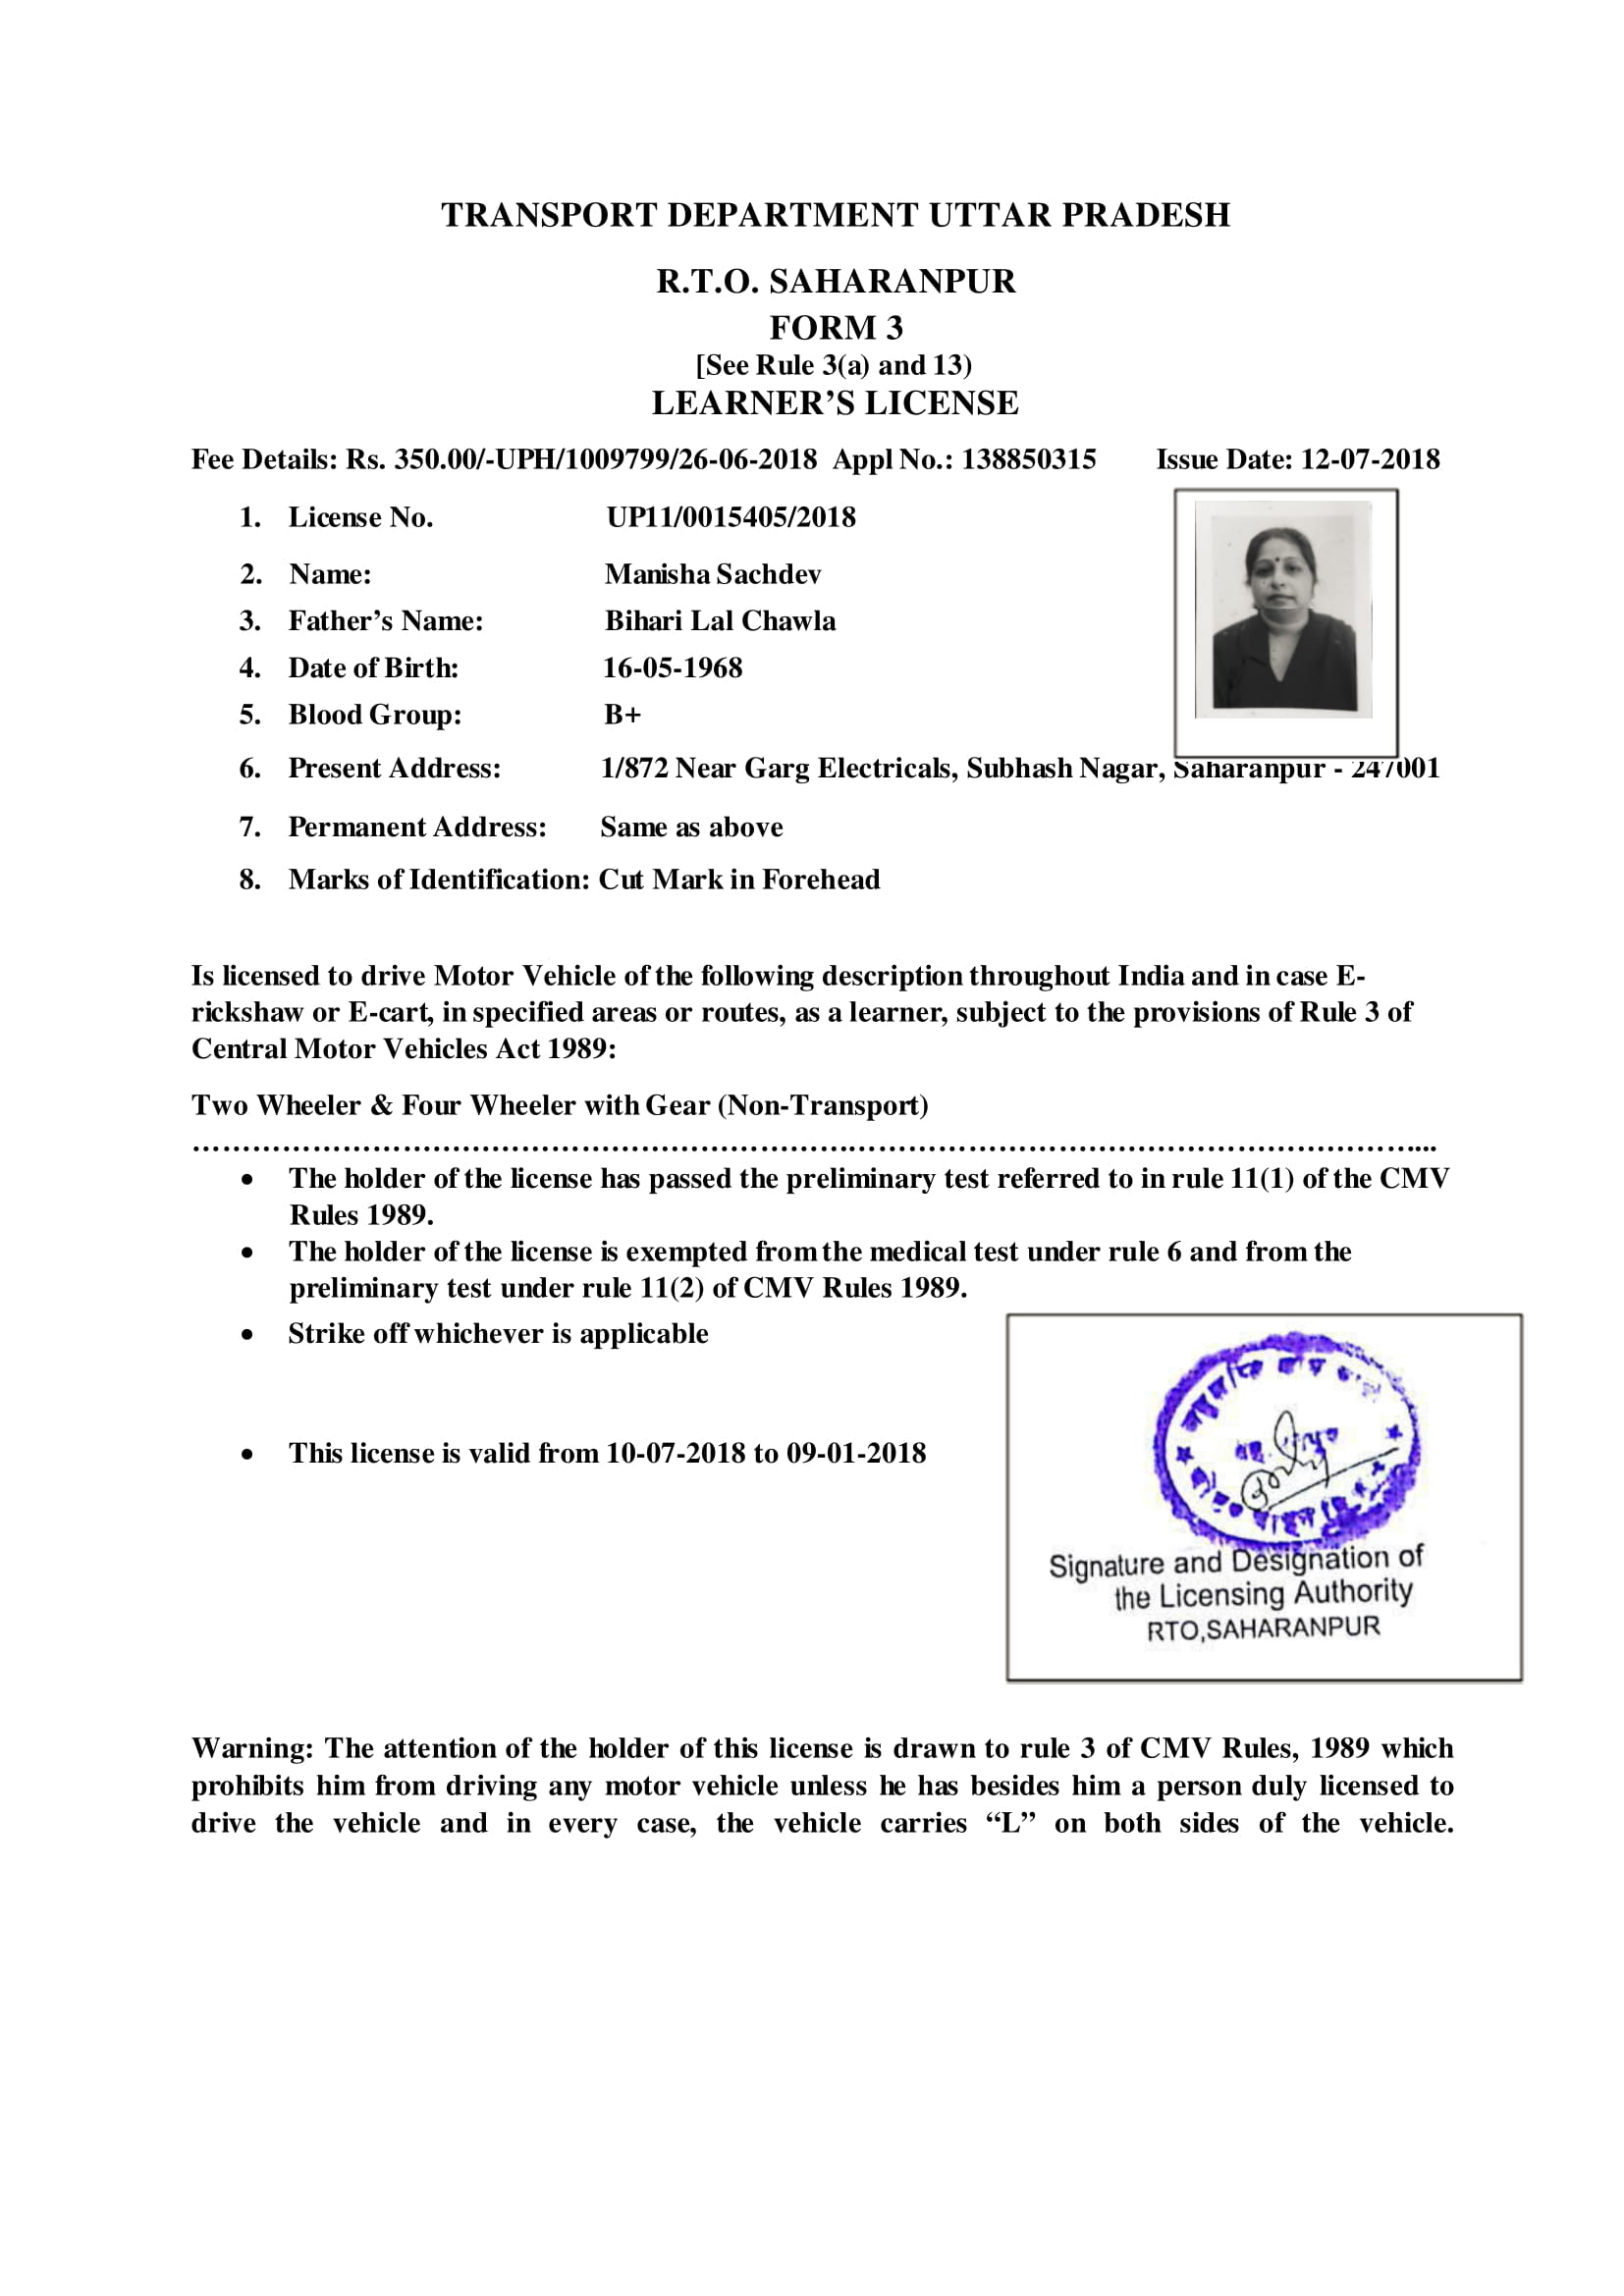 TRANSPORT DEPARTMENT UTTAR PRADESH
R.T.O. SAHARANPUR
FORM 3
[See Rule 3(a) and 13)
LEARNER’S LICENSE
Fee Details: Rs. 350.00/-UPH/1009799/26-06-2018 Appl No.: 138850315 Issue Date: 12-07-2018
1. License No. UP11/0015405/2018
2. Name: Manisha Sachdev
3. Father’s Name: Bihari Lal Chawla
4. Date of Birth: 16-05-1968
5. Blood Group: B+
6. Present Address: 1/872 Near Garg Electricals, Subhash Nagar, Saharanpur - 247001
7. Permanent Address: Same as above
8. Marks of Identification: Cut Mark in Forehead
Is licensed to drive Motor Vehicle of the following description throughout India and in case E-
rickshaw or E-cart, in specified areas or routes, as a learner, subject to the provisions of Rule 3 of
Central Motor Vehicles Act 1989:
Two Wheeler & Four Wheeler with Gear (Non-Transport)
• The holder of the license has passed the preliminary test referred to in rule 11(1) of the CMV
Rules 1989.
• The holder of the license is exempted from the medical test under rule 6 and from the
preliminary test under rule 11(2) of CMV Rules 1989.
• Strike off whichever is applicable
• This license is valid from 10-07-2018 to 09-01-2018
Signature and Designation of
the Licensing Authority
RTO,SAHARANPUR
Warning: The attention of the holder of this license is drawn to rule 3 of CMV Rules, 1989 which
prohibits him from driving any motor vehicle unless he has besides him a person duly licensed to
drive the vehicle and in every case, the vehicle carries “L” on both sides of the vehicle.